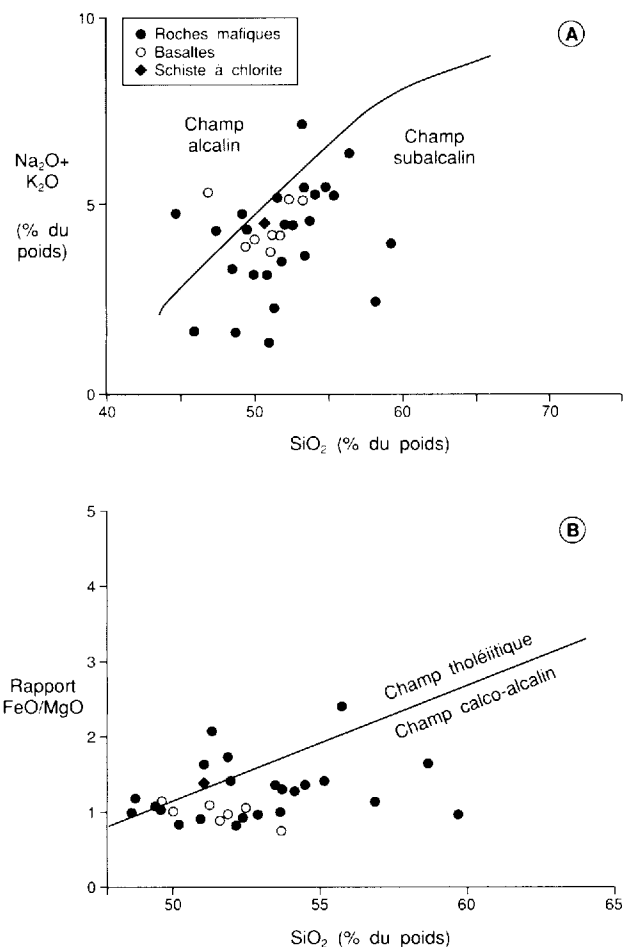 10
● Roches mafiques
○ Basaltes
◆ Schiste à chlorite
A
Champ
alcalin
Champ
subalcalin
Na₂O+
K₂O
(% du
poids)
5
0
40
50
60
70
SiO₂ (% du poids)
5
B
4
3
Champ tholéiitique
Champ calco-alcalin
Rapport
FeO/MgO
2
1
0
50
55
60
65
SiO₂ (% du poids)